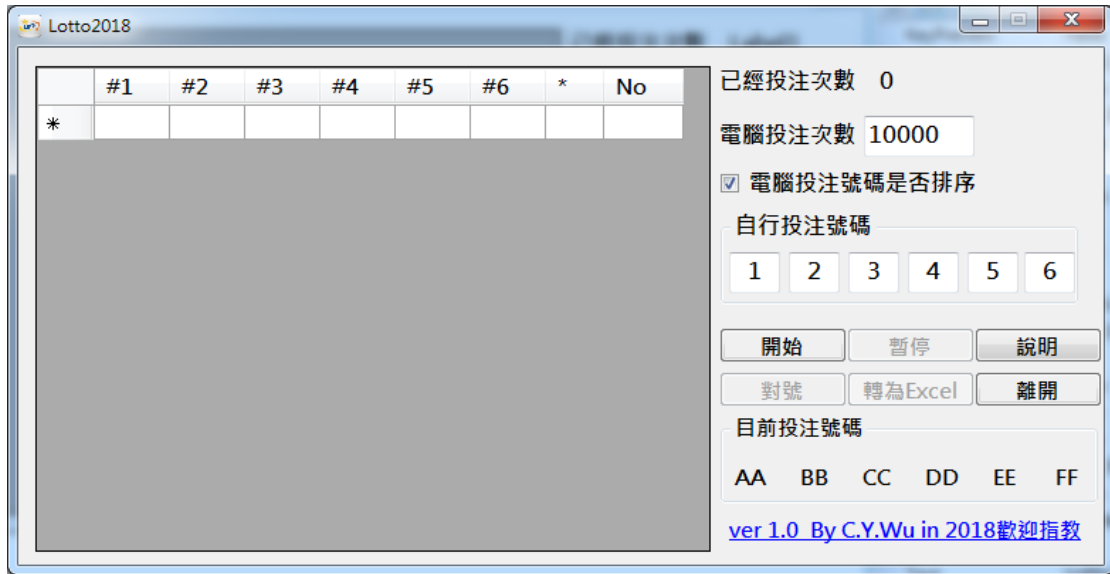 Lotto2018
#1 #2 #3 #4 #5 #6 * No
*
已經投注次數 0
電腦投注次數 10000
電腦投注號碼是否排序
自行投注號碼
1 2 3 4 5 6
開始 暫停 說明
對號 轉為Excel 離開
目前投注號碼
AA BB CC DD EE FF
ver 1.0 By C.Y.Wu in 2018歡迎指教